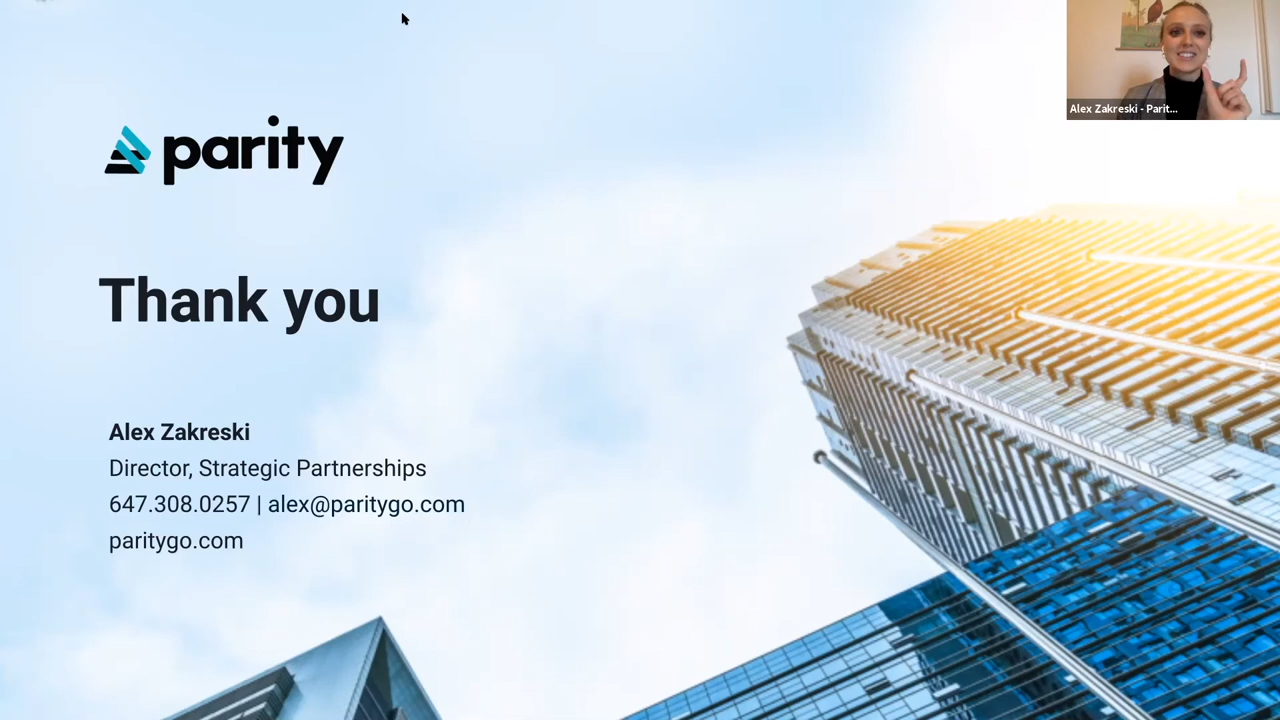 parity
Alex Zakreski - Parit...
Thank you
Alex Zakreski
Director, Strategic Partnerships
647.308.0257 | alex@paritygo.com
paritygo.com